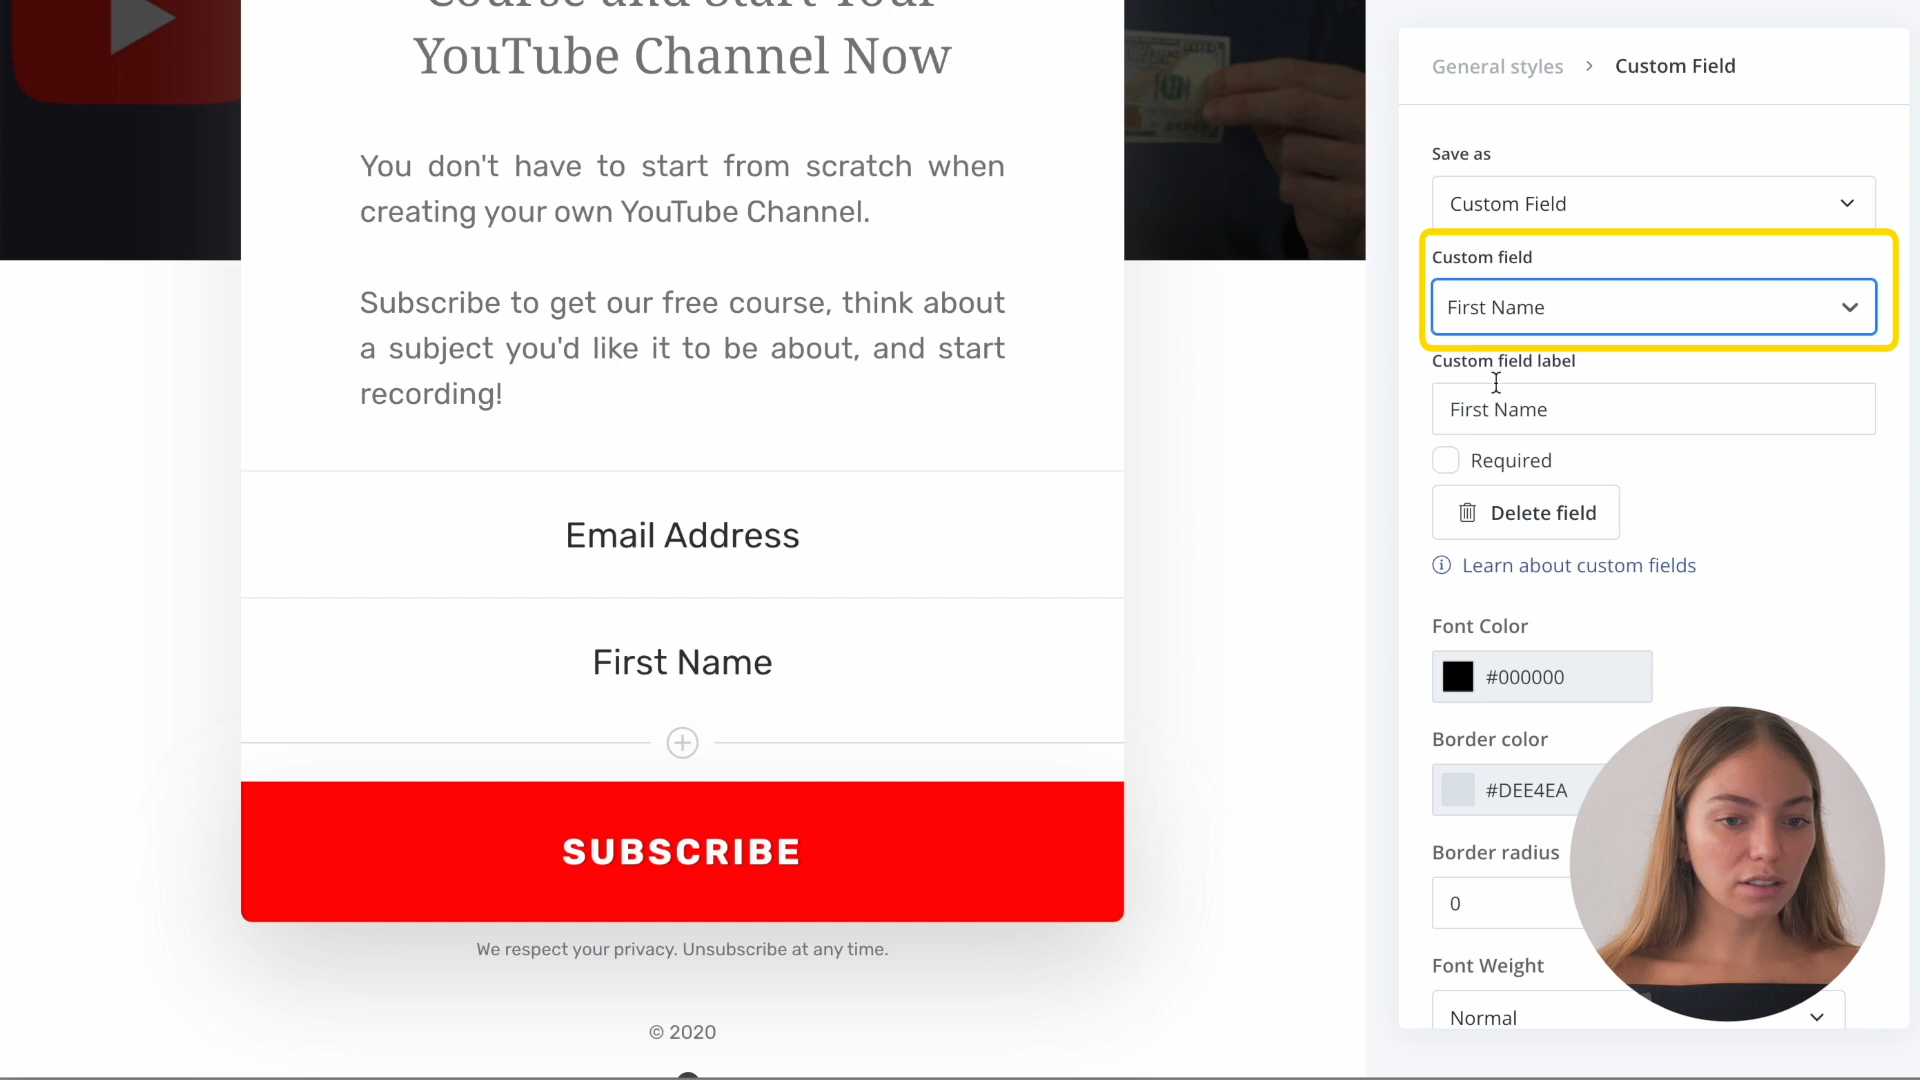 Course and Start Your
YouTube Channel Now
You don't have to start from scratch when
creating your own YouTube Channel.
Subscribe to get our free course, think about
a subject you'd like it to be about, and start
recording!
Email Address
First Name
SUBSCRIBE
We respect your privacy. Unsubscribe at any time.
© 2020
General styles > Custom Field
Save as
Custom Field
Custom field
First Name
Custom field label
First Name
Required
Delete field
Learn about custom fields
Font Color
#000000
Border color
#DEE4EA
Border radius
0
Font Weight
Normal